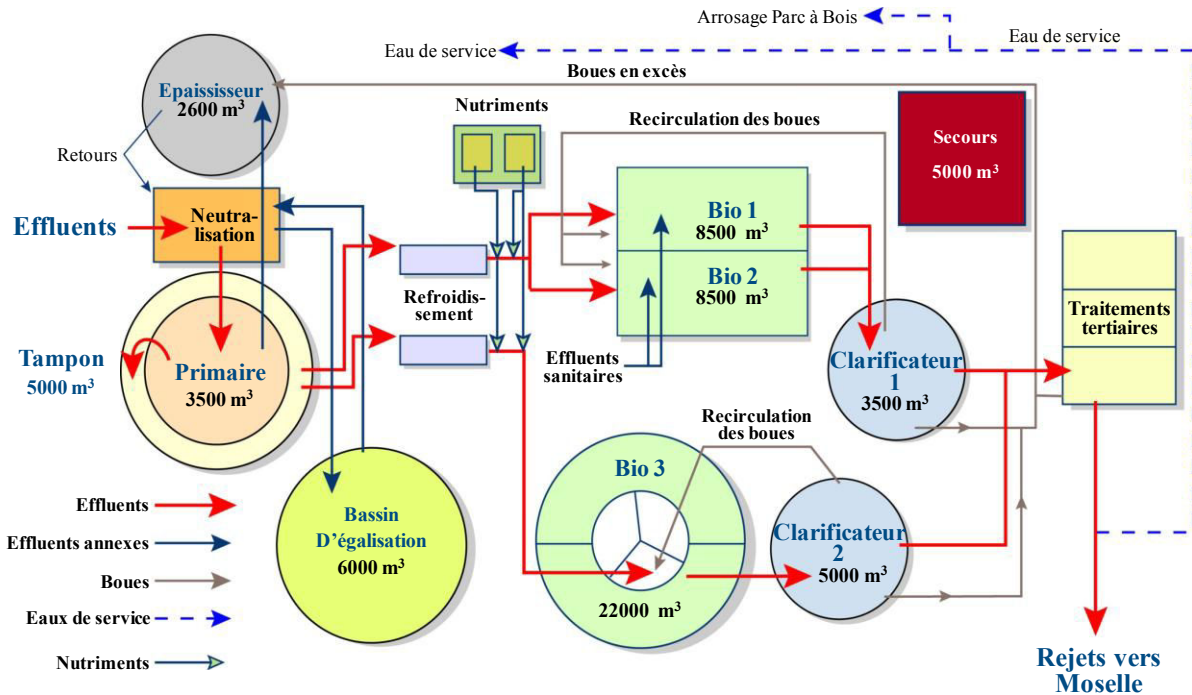 Arrosage Parc à Bois
Eau de service
Eau de service
Boues en excès
Epaississeur
2600 m³
Nutriments
Recirculation des boues
Secours
5000 m³
Retours
Effluents
Neutra-
lisation
Bio 1
8500 m³
Bio 2
8500 m³
Refroidis-
sement
Traitements
tertiaires
Tampon
5000 m³
Primaire
3500 m³
Effluents
sanitaires
Clarificateur
1
3500 m³
Recirculation
des boues
Bio 3
22000 m³
Bassin
D’égalisation
6000 m³
Clarificateur
2
5000 m³
Effluents
Effluents annexes
Boues
Eaux de service
Nutriments
Rejets vers
Moselle